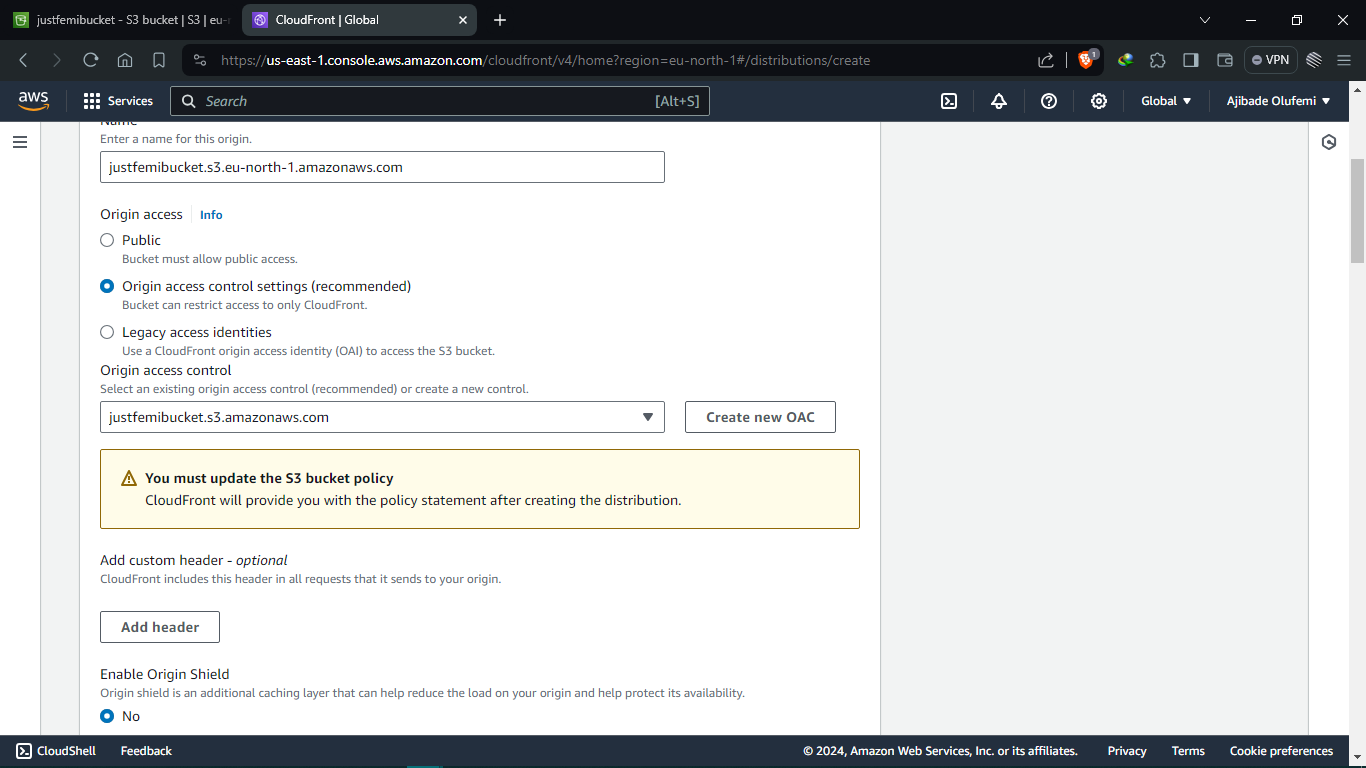 justfemibucket - S3 bucket | S3 | eu-
CloudFront | Global
https://us-east-1.console.aws.amazon.com/cloudfront/v4/home?region=eu-north-1#/distributions/create
1
VPN
aws
Services
Search
[Alt+S]
Global
Ajibade Olufemi
Name
Enter a name for this origin.
justfemibucket.s3.eu-north-1.amazonaws.com
Origin access
Info
Public
Bucket must allow public access.
Origin access control settings (recommended)
Bucket can restrict access to only CloudFront.
Legacy access identities
Use a CloudFront origin access identity (OAI) to access the S3 bucket.
Origin access control
Select an existing origin access control (recommended) or create a new control.
justfemibucket.s3.amazonaws.com
Create new OAC
You must update the S3 bucket policy
CloudFront will provide you with the policy statement after creating the distribution.
Add custom header - optional
CloudFront includes this header in all requests that it sends to your origin.
Add header
Enable Origin Shield
Origin shield is an additional caching layer that can help reduce the load on your origin and help protect its availability.
No
CloudShell
Feedback
© 2024, Amazon Web Services, Inc. or its affiliates.
Privacy
Terms
Cookie preferences